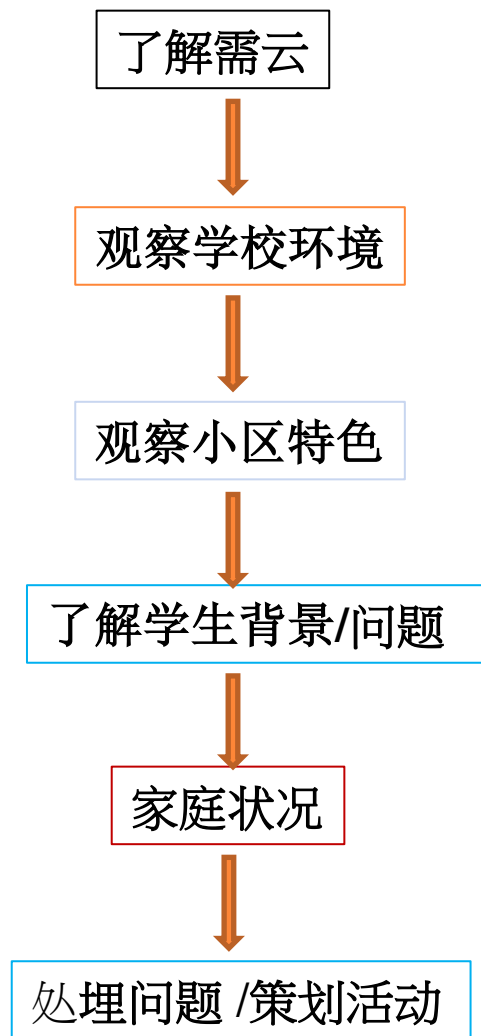 了解需云
观察学校环境
观察小区特色
了解学生背景/问题
家庭状况
处埋问题 /策划活动